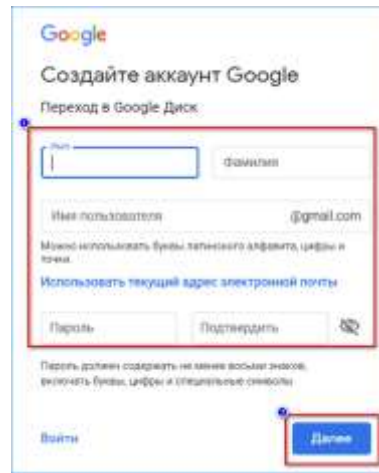 Google
Создайте аккаунт Google
Переход в Google Диск
1
Имя
Фамилия
Имя пользователя @gmail.com
Можно использовать буквы латинского алфавита, цифры и
точки.
Использовать текущий адрес электронной почты
Пароль Подтвердить
Пароль должен содержать не менее восьми знаков,
включать буквы, цифры и специальные символы
2
Войти Далее